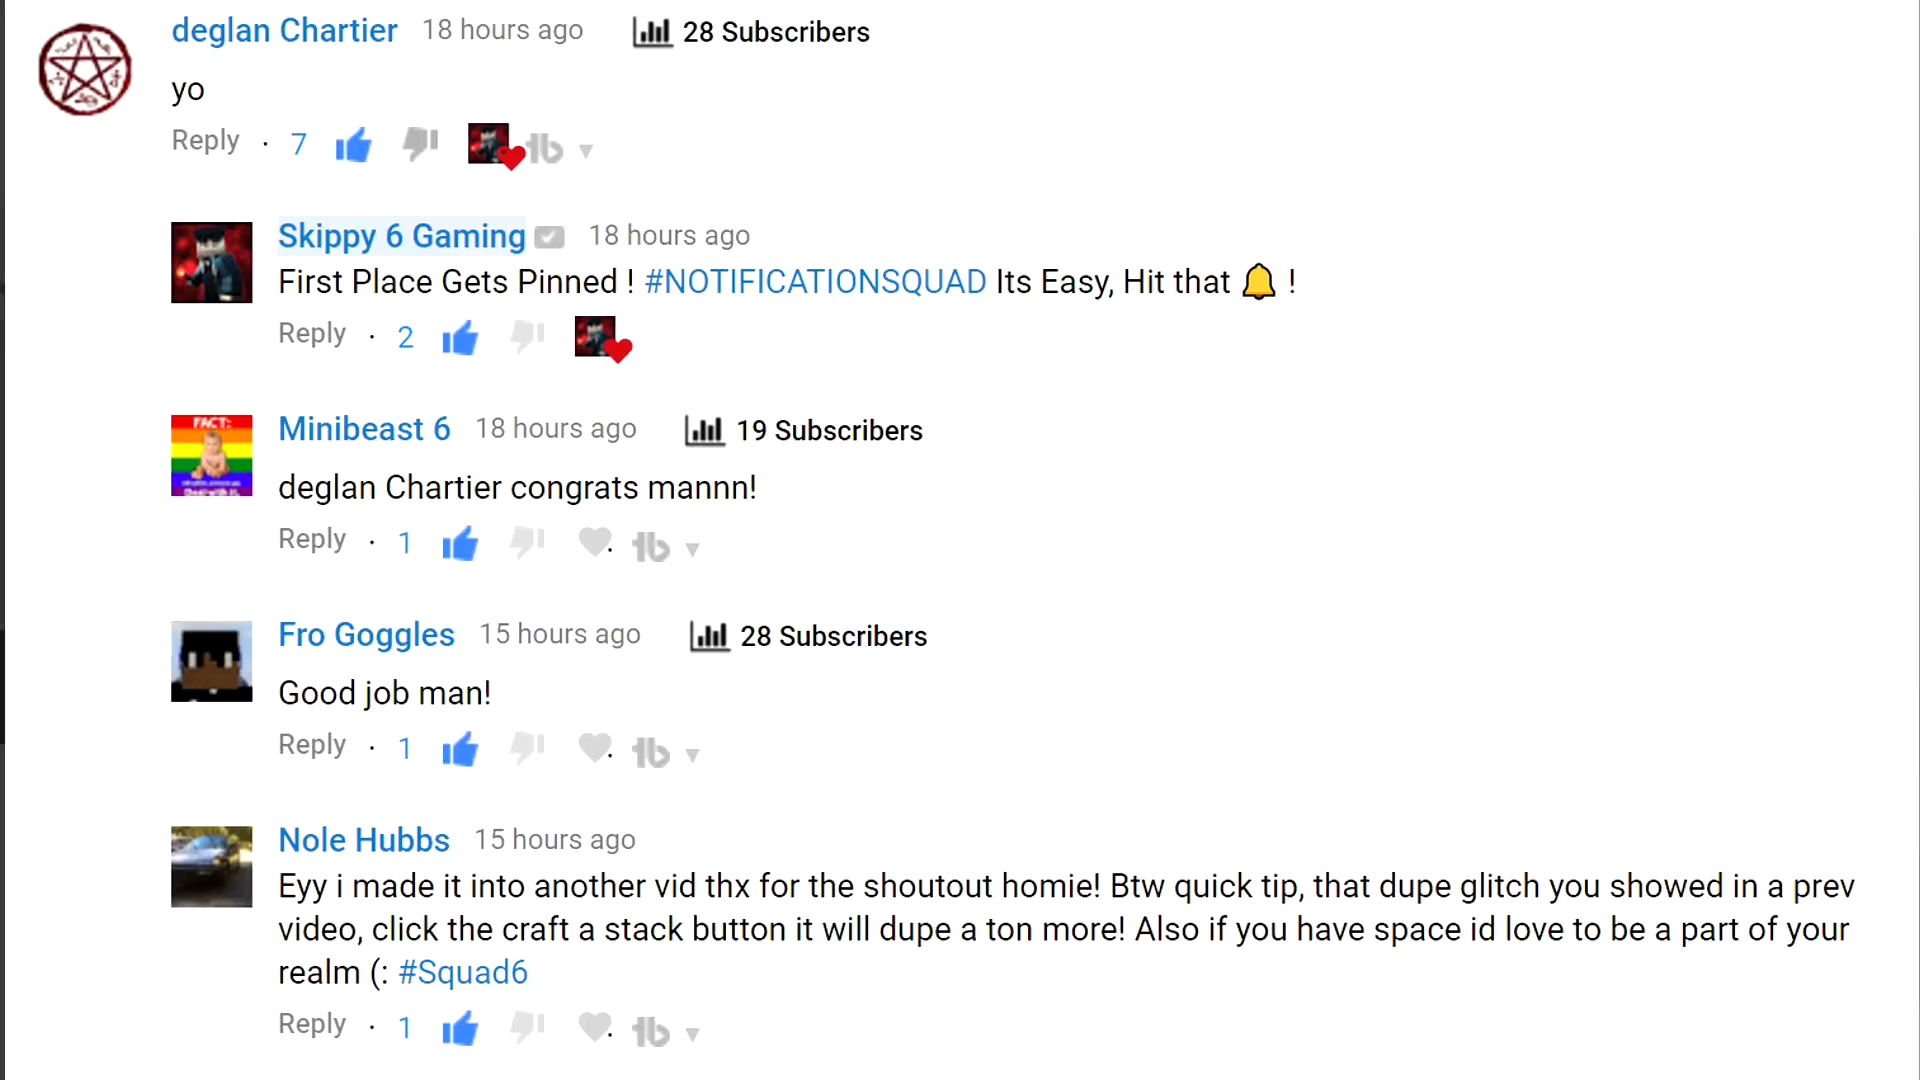 deglan Chartier 18 hours ago 28 Subscribers
yo
Reply · 7
Skippy 6 Gaming 18 hours ago
First Place Gets Pinned ! #NOTIFICATIONSQUAD Its Easy, Hit that 🔔 !
Reply · 2
FACT:
Minibeast 6 18 hours ago 19 Subscribers
deglan Chartier congrats mannn!
Reply · 1
Fro Goggles 15 hours ago 28 Subscribers
Good job man!
Reply · 1
Nole Hubbs 15 hours ago
Eyy i made it into another vid thx for the shoutout homie! Btw quick tip, that dupe glitch you showed in a prev
video, click the craft a stack button it will dupe a ton more! Also if you have space id love to be a part of your
realm (: #Squad6
Reply · 1